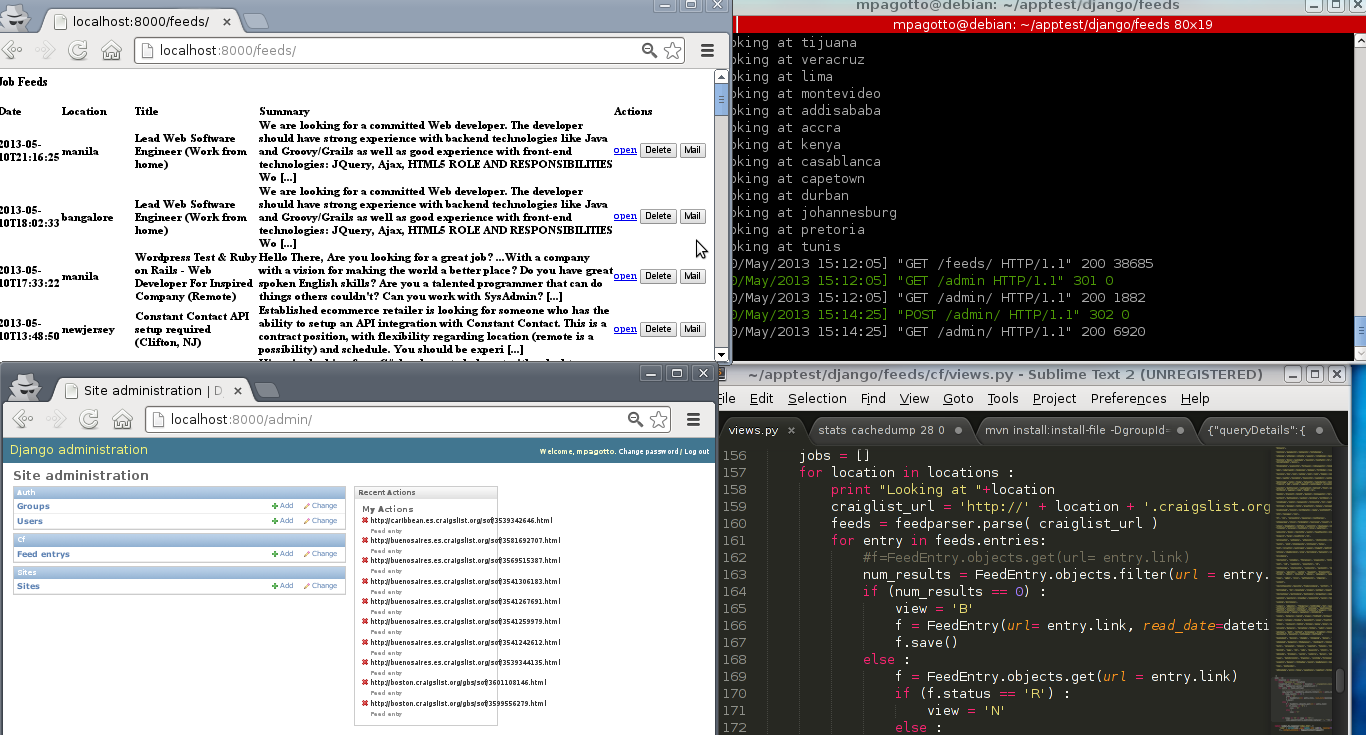 localhost:8000/feeds/
localhost:8000/feeds/
Job Feeds
Date Location Title Summary Actions
2013-05-10T21:16:25 manila Lead Web Software Engineer (Work from home)
We are looking for a committed Web developer. The developer
should have strong experience with backend technologies like Java
and Groovy/Grails as well as good experience with front-end
technologies: JQuery, Ajax, HTML5 ROLE AND RESPONSIBILITIES
Wo [...]
open Delete Mail
2013-05-10T18:02:33 bangalore Lead Web Software Engineer (Work from home)
We are looking for a committed Web developer. The developer
should have strong experience with backend technologies like Java
and Groovy/Grails as well as good experience with front-end
technologies: JQuery, Ajax, HTML5 ROLE AND RESPONSIBILITIES
Wo [...]
open Delete Mail
2013-05-10T17:33:22 manila Wordpress Test & Ruby on Rails - Web Developer For Inspired Company (Remote)
Hello There, Are you looking for a great job? ...With a company
with a vision for making the world a better place? Do you have great
spoken English skills? Are you a talented programmer that can do
things others couldn't? Can you work with SysAdmin? [...]
open Delete Mail
2013-05-10T13:48:50 newjersey Constant Contact API setup required (Clifton, NJ)
Established ecommerce retailer is looking for someone who has the
ability to setup an API integration with Constant Contact. This is a
contract position, with flexibility regarding location (remote is a
possibility) and schedule. You should be experi [...]
open Delete Mail
mpagotto@debian: ~/apptest/django/feeds
mpagotto@debian: ~/apptest/django/feeds 80x19
oking at tijuana
oking at veracruz
oking at lima
oking at montevideo
oking at addisababa
oking at accra
oking at kenya
oking at casablanca
oking at capetown
oking at durban
oking at johannesburg
oking at pretoria
oking at tunis
0/May/2013 15:12:05] "GET /feeds/ HTTP/1.1" 200 38685
0/May/2013 15:12:05] "GET /admin HTTP/1.1" 301 0
0/May/2013 15:12:05] "GET /admin/ HTTP/1.1" 200 1882
0/May/2013 15:14:25] "POST /admin/ HTTP/1.1" 302 0
0/May/2013 15:14:25] "GET /admin/ HTTP/1.1" 200 6920
Site administration | D
localhost:8000/admin/
Django administration
Welcome, mpagotto. Change password / Log out
Site administration
Auth
Groups Add Change
Users Add Change
Cf
Feed entrys Add Change
Sites
Sites Add Change
Recent Actions
My Actions
http://caribbean.es.craigslist.org/sof/3539342646.html
Feed entry
http://buenosaires.es.craigslist.org/sof/3581692707.html
Feed entry
http://buenosaires.es.craigslist.org/sof/3569515387.html
Feed entry
http://buenosaires.es.craigslist.org/sof/3541306183.html
Feed entry
http://buenosaires.es.craigslist.org/sof/3541267691.html
Feed entry
http://buenosaires.es.craigslist.org/sof/3541259979.html
Feed entry
http://buenosaires.es.craigslist.org/sof/3541242612.html
Feed entry
http://buenosaires.es.craigslist.org/sof/3539344135.html
Feed entry
http://boston.craigslist.org/gbs/sof/3601108146.html
Feed entry
http://boston.craigslist.org/gbs/sof/3599556279.html
Feed entry
~/apptest/django/feeds/cf/views.py - Sublime Text 2 (UNREGISTERED)
File Edit Selection Find View Goto Tools Project Preferences Help
views.py stats cachedump 28 0 mvn install:install-file -DgroupId= {"queryDetails":{
156 jobs = []
157 for location in locations :
158 print "Looking at "+location
159 craiglist_url = 'http://' + location + '.craigslist.org
160 feeds = feedparser.parse( craiglist_url )
161 for entry in feeds.entries:
162 #f=FeedEntry.objects.get(url= entry.link)
163 num_results = FeedEntry.objects.filter(url = entry.
164 if (num_results == 0) :
165 view = 'B'
166 f = FeedEntry(url= entry.link, read_date=dateti
167 f.save()
168 else :
169 f = FeedEntry.objects.get(url = entry.link)
170 if (f.status == 'R') :
171 view = 'N'
172 else :